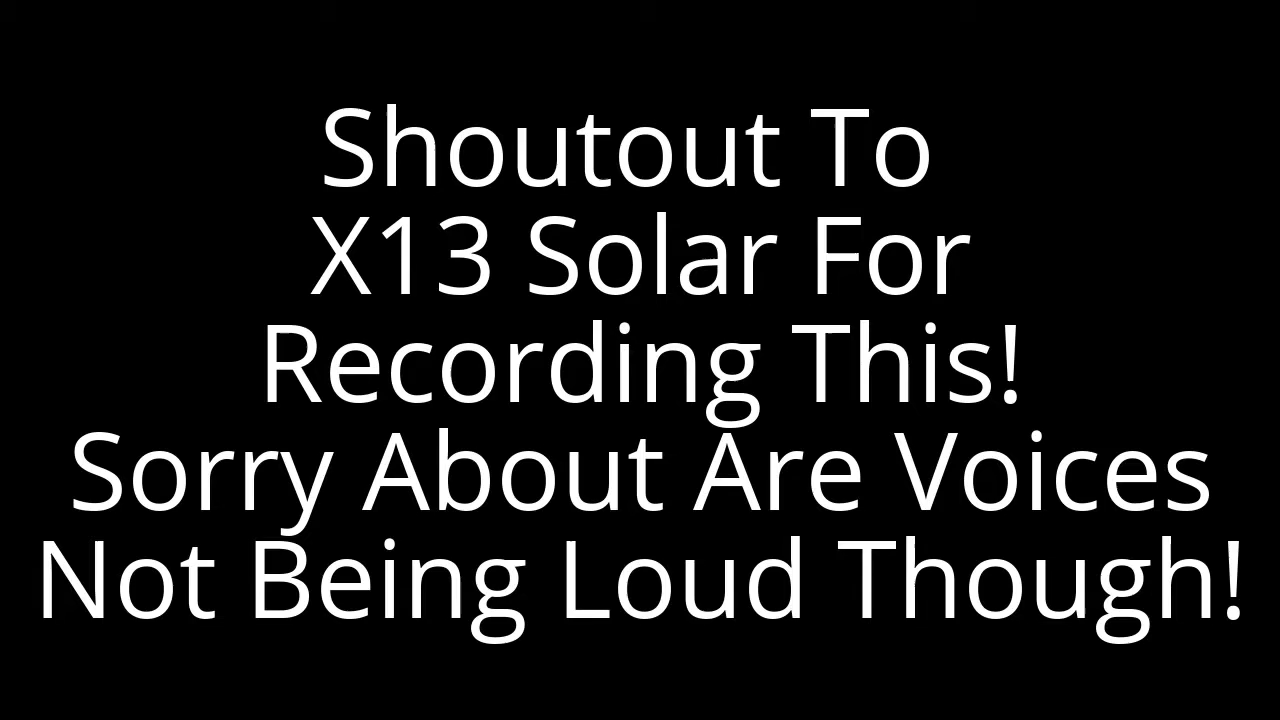 Shoutout To
X13 Solar For
Recording This!
Sorry About Are Voices
Not Being Loud Though!